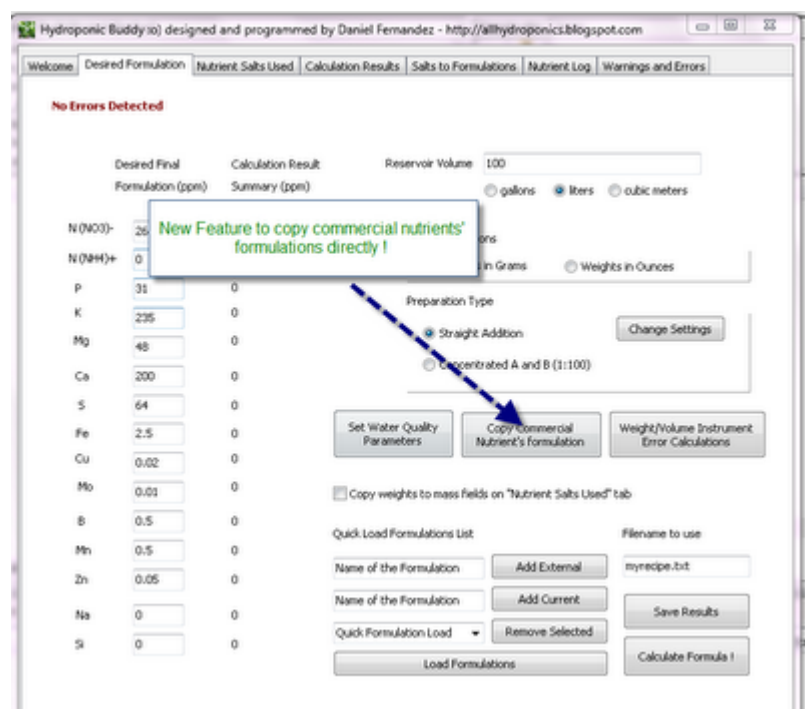 Hydroponic Buddy designed and programmed by Daniel Fernandez - http://allhydroponics.blogspot.com
Welcome Desired Formulation Nutrient Salts Used Calculation Results Salts to Formulations Nutrient Log Warnings and Errors
No Errors Detected
Desired Final Calculation Result Reservoir Volume 100
Formulation (ppm) Summary (ppm) gallons liters cubic meters
New Feature to copy commercial nutrients'
formulations directly !
N (NO3)-
N (NH4)+ 0 in Grams Weights in Ounces
P 31 0
Preparation Type
K 235 0
Straight Addition Change Settings
Mg 48 0
Concentrated A and B (1:100)
Ca 200 0
S 64 0
Set Water Quality Parameters
Copy Commercial Nutrient's formulation
Weight/Volume Instrument Error Calculations
Fe 2.5 0
Cu 0.02 0
Mo 0.01 0
Copy weights to mass fields on "Nutrient Salts Used" tab
B 0.5 0
Quick Load Formulations List Filename to use
Mn 0.5 0
Name of the Formulation Add External myrecipe.txt
Zn 0.05 0
Name of the Formulation Add Current
Na 0 0
Save Results
Quick Formulation Load Remove Selected
Si 0 0
Load Formulations Calculate Formula !